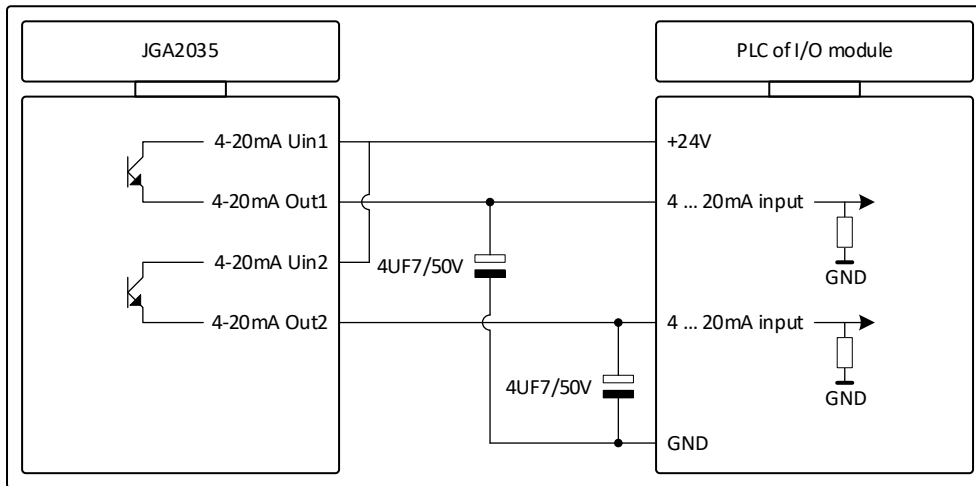 JGA2035
PLC of I/O module
4-20mA Uin1
+24V
4-20mA Out1
4 ... 20mA input
4-20mA Uin2
4UF7/50V
GND
4-20mA Out2
4 ... 20mA input
4UF7/50V
GND
GND